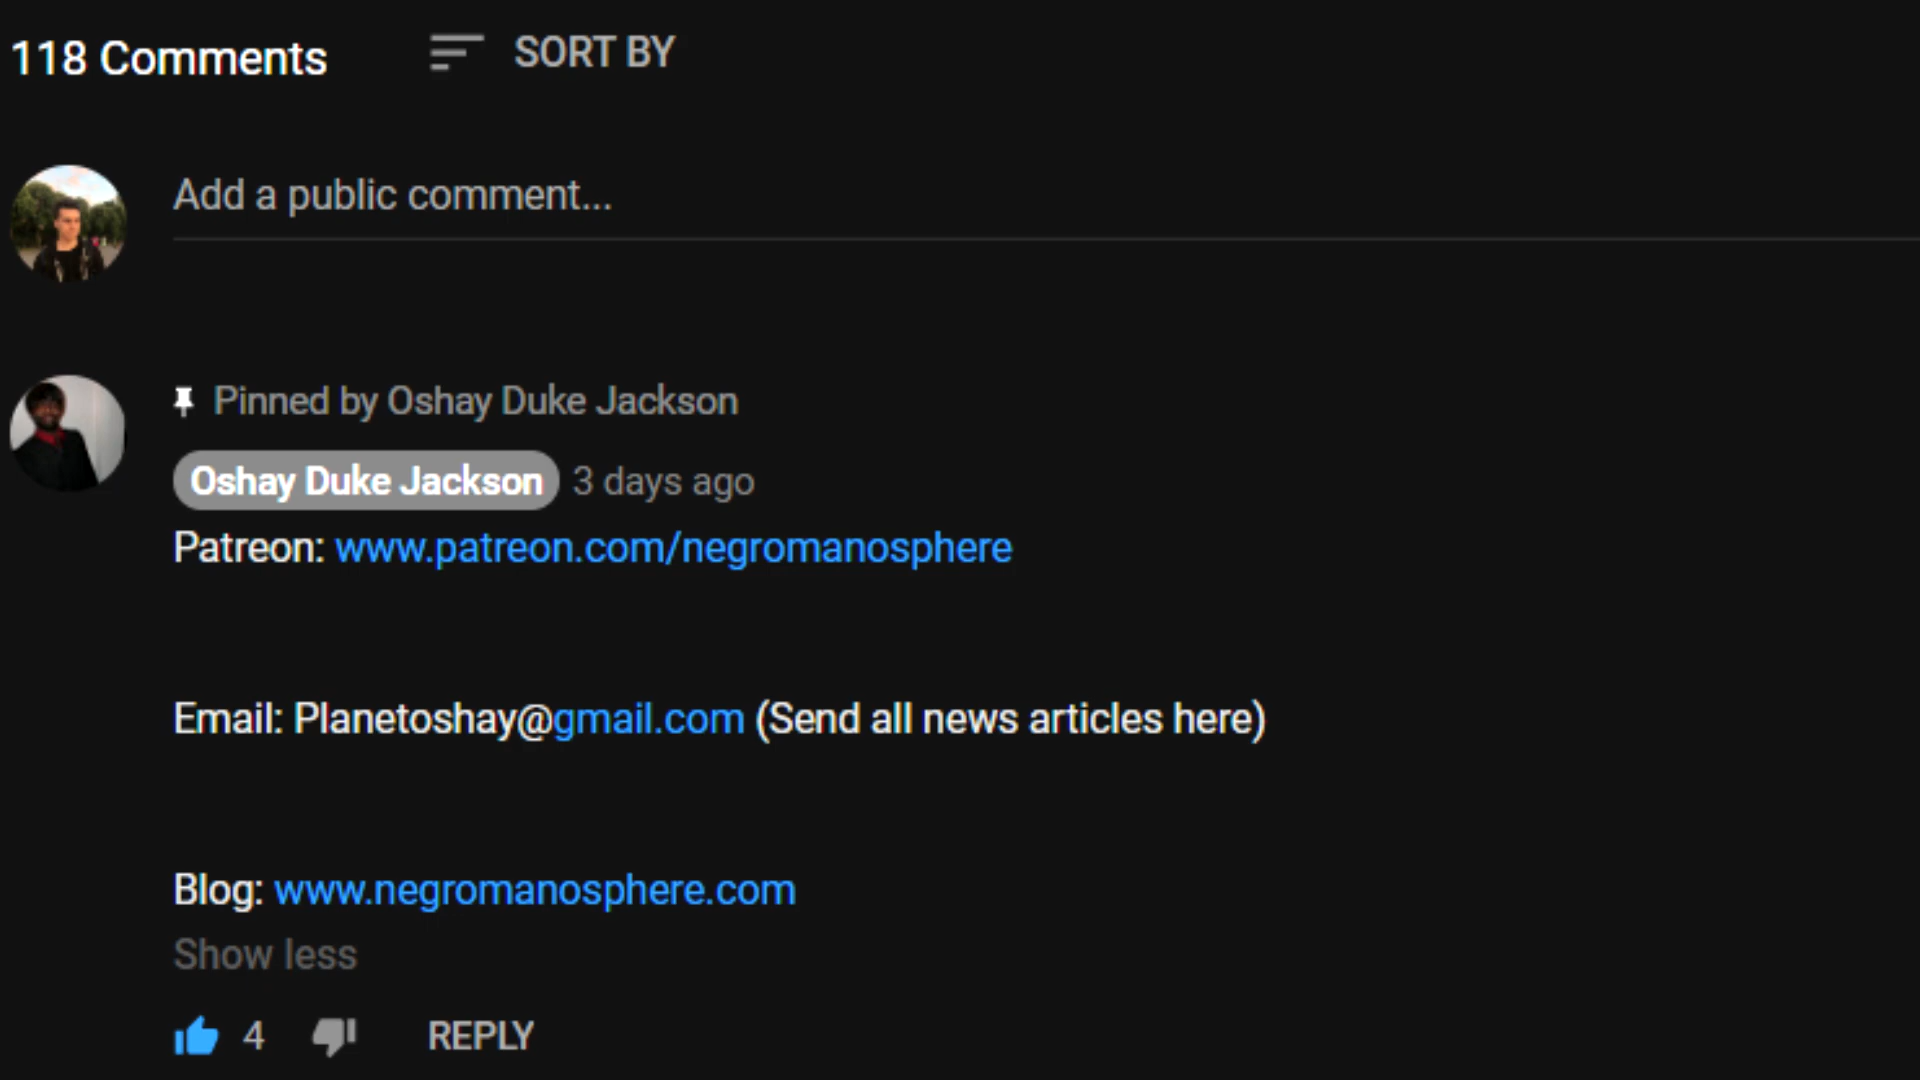 118 Comments
SORT BY
Add a public comment...
Pinned by Oshay Duke Jackson
Oshay Duke Jackson 3 days ago
Patreon: www.patreon.com/negromanosphere
Email: Planetoshay@gmail.com (Send all news articles here)
Blog: www.negromanosphere.com
Show less
4
REPLY